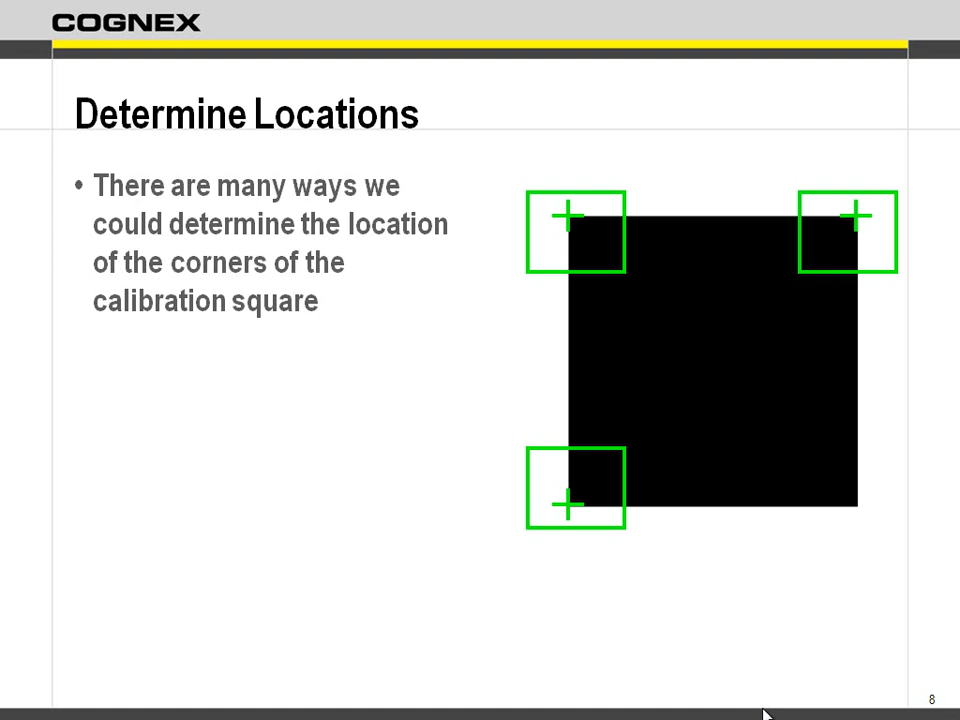 COGNEX
Determine Locations
• There are many ways we
could determine the location
of the corners of the
calibration square
8